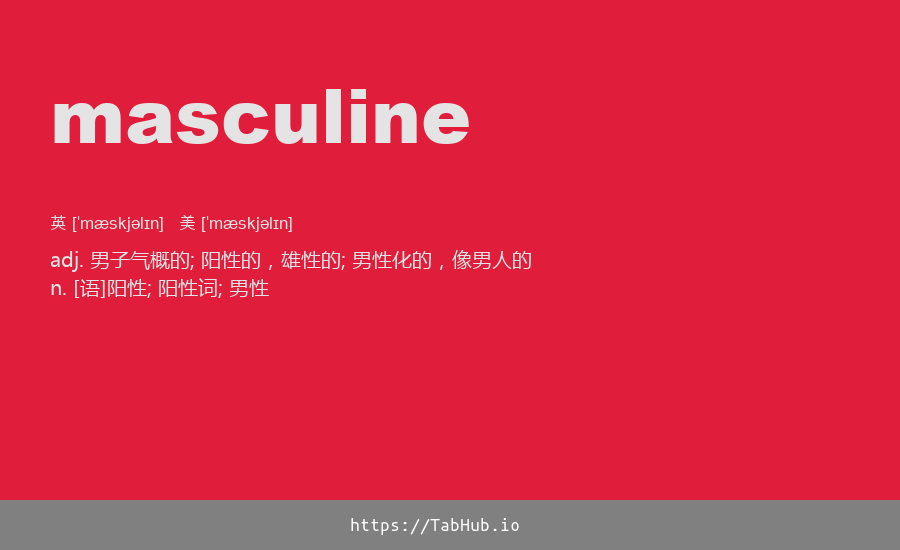 masculine
英 [ˈmæskjəlɪn] 美 [ˈmæskjəlɪn]
adj. 男子气概的; 阳性的，雄性的; 男性化的，像男人的
n. [语]阳性; 阳性词; 男性
https://TabHub.io